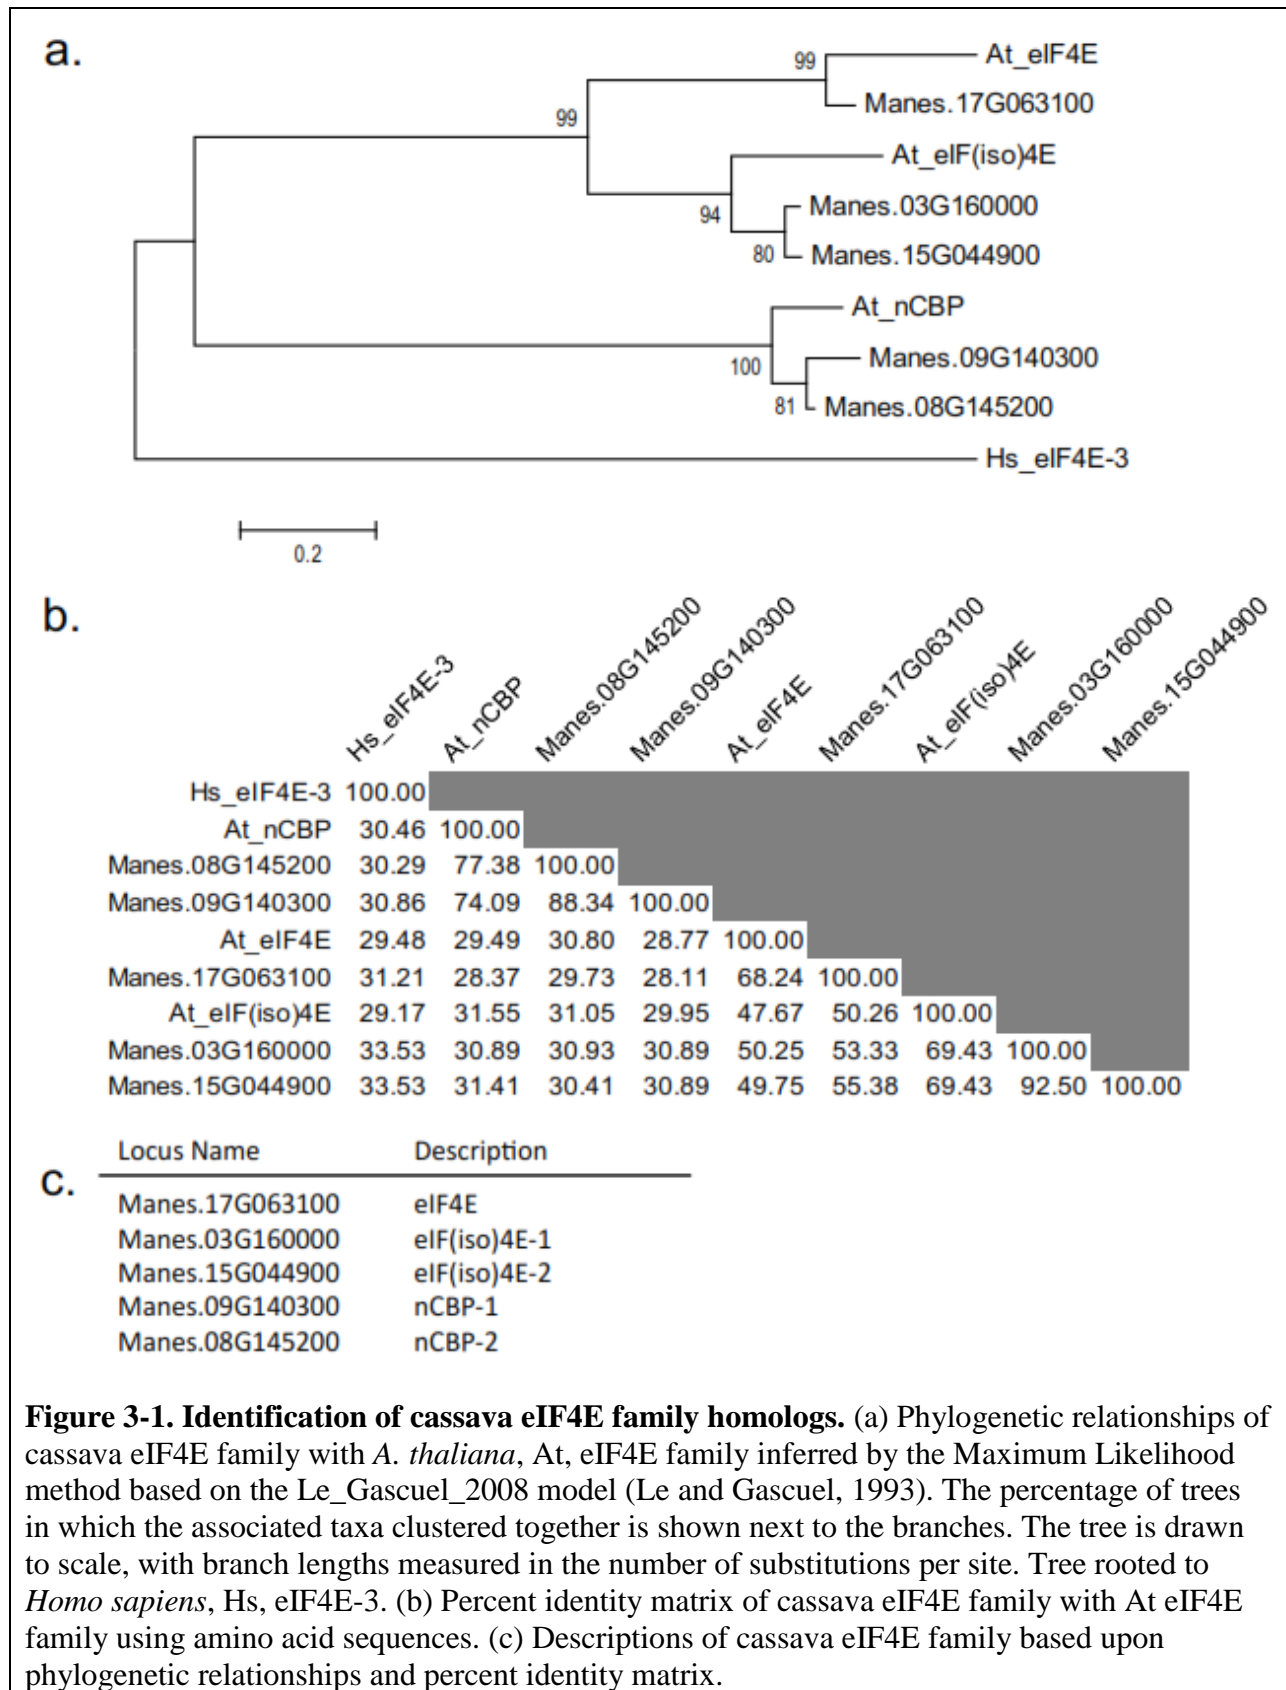 a.
99
At_eIF4E
Manes.17G063100
99
At_eIF(iso)4E
94
Manes.03G160000
80
Manes.15G044900
At_nCBP
100
Manes.09G140300
81
Manes.08G145200
Hs_eIF4E-3
0.2
b.
Hs_eIF4E-3 At_nCBP Manes.08G145200 Manes.09G140300 At_eIF4E Manes.17G063100 At_eIF(iso)4E Manes.03G160000 Manes.15G044900
Hs_eIF4E-3 100.00
At_nCBP 30.46 100.00
Manes.08G145200 30.29 77.38 100.00
Manes.09G140300 30.86 74.09 88.34 100.00
At_eIF4E 29.48 29.49 30.80 28.77 100.00
Manes.17G063100 31.21 28.37 29.73 28.11 68.24 100.00
At_eIF(iso)4E 29.17 31.55 31.05 29.95 47.67 50.26 100.00
Manes.03G160000 33.53 30.89 30.93 30.89 50.25 53.33 69.43 100.00
Manes.15G044900 33.53 31.41 30.41 30.89 49.75 55.38 69.43 92.50 100.00
c.
Locus Name Description
Manes.17G063100 eIF4E
Manes.03G160000 eIF(iso)4E-1
Manes.15G044900 eIF(iso)4E-2
Manes.09G140300 nCBP-1
Manes.08G145200 nCBP-2
Figure 3-1. Identification of cassava eIF4E family homologs. (a) Phylogenetic relationships of
cassava eIF4E family with A. thaliana, At, eIF4E family inferred by the Maximum Likelihood
method based on the Le_Gascuel_2008 model (Le and Gascuel, 1993). The percentage of trees
in which the associated taxa clustered together is shown next to the branches. The tree is drawn
to scale, with branch lengths measured in the number of substitutions per site. Tree rooted to
Homo sapiens, Hs, eIF4E-3. (b) Percent identity matrix of cassava eIF4E family with At eIF4E
family using amino acid sequences. (c) Descriptions of cassava eIF4E family based upon
phylogenetic relationships and percent identity matrix.